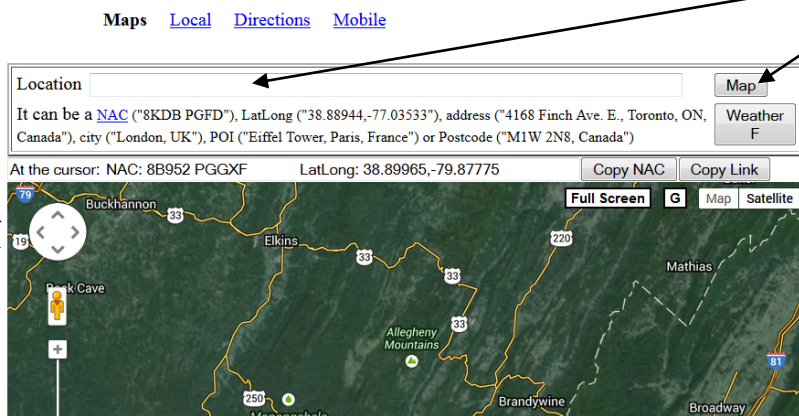 Maps Local Directions Mobile
Location
Map
It can be a NAC ("8KDB PGFD"), LatLong ("38.88944,-77.03533"), address ("4168 Finch Ave. E., Toronto, ON,
Canada"), city ("London, UK"), POI ("Eiffel Tower, Paris, France") or Postcode ("M1W 2N8, Canada")
Weather
F
At the cursor: NAC: 8B952 PGGXF LatLong: 38.89965,-79.87775 Copy NAC Copy Link
Full Screen G Map Satellite
79
Buckhannon
33
19
Elkins
220
33
Mathias
33
Rock Cave
33
Allegheny
Mountains
81
250
Brandywine
Broadway
Monongahela